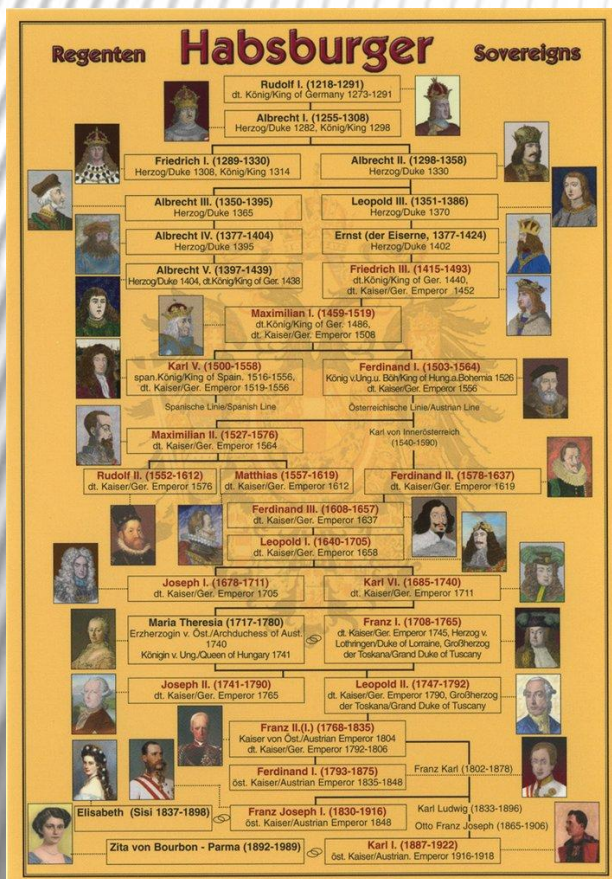 Regenten Habsburger Sovereigns
Rudolf I. (1218-1291)
dt. König/King of Germany 1273-1291
Albrecht I. (1255-1308)
Herzog/Duke 1282, König/King 1298
Friedrich I. (1289-1330)
Herzog/Duke 1308, König/King 1314
Albrecht II. (1298-1358)
Herzog/Duke 1330
Albrecht III. (1350-1395)
Herzog/Duke 1365
Leopold III. (1351-1386)
Herzog/Duke 1370
Albrecht IV. (1377-1404)
Herzog/Duke 1395
Ernst (der Eiserne, 1377-1424)
Herzog/Duke 1402
Albrecht V. (1397-1439)
Herzog/Duke 1404, dt.König/King of Ger. 1438
Friedrich III. (1415-1493)
dt.König/King of Ger. 1440,
dt. Kaiser/Ger. Emperor 1452
Maximilian I. (1459-1519)
dt.König/King of Ger. 1486,
dt. Kaiser/Ger. Emperor 1508
Karl V. (1500-1558)
span.König/King of Spain. 1516-1556,
dt. Kaiser/Ger. Emperor 1519-1556
Ferdinand I. (1503-1564)
König v.Ung.u. Böh/King of Hung.a.Bohemia 1526
dt. Kaiser/Ger. Emperor 1556
Spanische Linie/Spanish Line
Österreichische Linie/Austrian Line
Maximilian II. (1527-1576)
dt. Kaiser/Ger. Emperor 1564
Karl von Innerösterreich
(1540-1590)
Rudolf II. (1552-1612)
dt. Kaiser/Ger. Emperor 1576
Matthias (1557-1619)
dt. Kaiser/Ger. Emperor 1612
Ferdinand II. (1578-1637)
dt. Kaiser/Ger. Emperor 1619
Ferdinand III. (1608-1657)
dt. Kaiser/Ger. Emperor 1637
Leopold I. (1640-1705)
dt. Kaiser/Ger. Emperor 1658
Joseph I. (1678-1711)
dt. Kaiser/Ger. Emperor 1705
Karl VI. (1685-1740)
dt. Kaiser/Ger. Emperor 1711
Maria Theresia (1717-1780)
Erzherzogin v. Öst./Archduchess of Aust.
1740
Königin v. Ung./Queen of Hungary 1741
Franz I. (1708-1765)
dt. Kaiser/Ger. Emperor 1745, Herzog v.
Lothringen/Duke of Lorraine, Großherzog
der Toskana/Grand Duke of Tuscany
Joseph II. (1741-1790)
dt. Kaiser/Ger. Emperor 1765
Leopold II. (1747-1792)
dt. Kaiser/Ger. Emperor 1790, Großherzog
der Toskana/Grand Duke of Tuscany
Franz II.(I.) (1768-1835)
Kaiser von Öst./Austrian Emperor 1804
dt. Kaiser/Ger. Emperor 1792-1806
Ferdinand I. (1793-1875)
öst. Kaiser/Austrian Emperor 1835-1848
Franz Karl (1802-1878)
Elisabeth (Sisi 1837-1898)
Franz Joseph I. (1830-1916)
öst. Kaiser/Austrian Emperor 1848
Karl Ludwig (1833-1896)
Otto Franz Joseph (1865-1906)
Zita von Bourbon - Parma (1892-1989)
Karl I. (1887-1922)
öst. Kaiser/Austrian Emperor 1916-1918